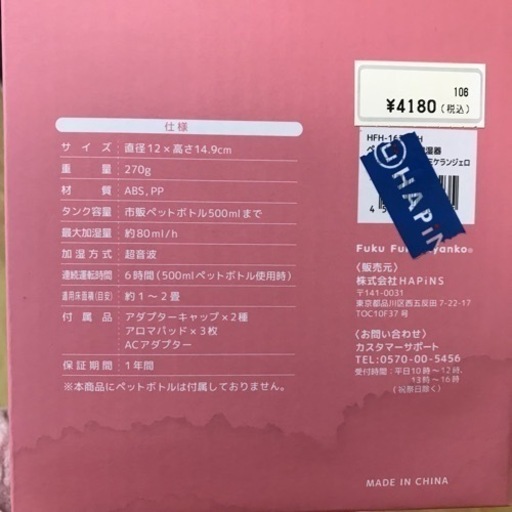 106
¥4180(税込)
HFH-16
湿器
ミケランジェロ
HAPiNS
Fuku Fuku Nyanko®
仕様
サイズ 直径12×高さ14.9cm
重量 270g
材質 ABS, PP
タンク容量 市販ペットボトル500mlまで
最大加湿量 約80ml/h
加湿方式 超音波
連続運転時間 6時間(500mlペットボトル使用時)
適用床面積(目安) 約1〜2畳
付属品 アダプターキャップ×2種
アロマパッド×3枚
ACアダプター
保証期間 1年間
※本商品にペットボトルは付属しておりません。
〈販売元〉
株式会社HAPiNS
〒141-0031
東京都品川区西五反田7-22-17
TOC10F37号
〈お問い合わせ〉
カスタマーサポート
TEL:0570-00-5456
受付時間:平日10時〜12時、
13時〜16時
(祝祭日除く)
MADE IN CHINA